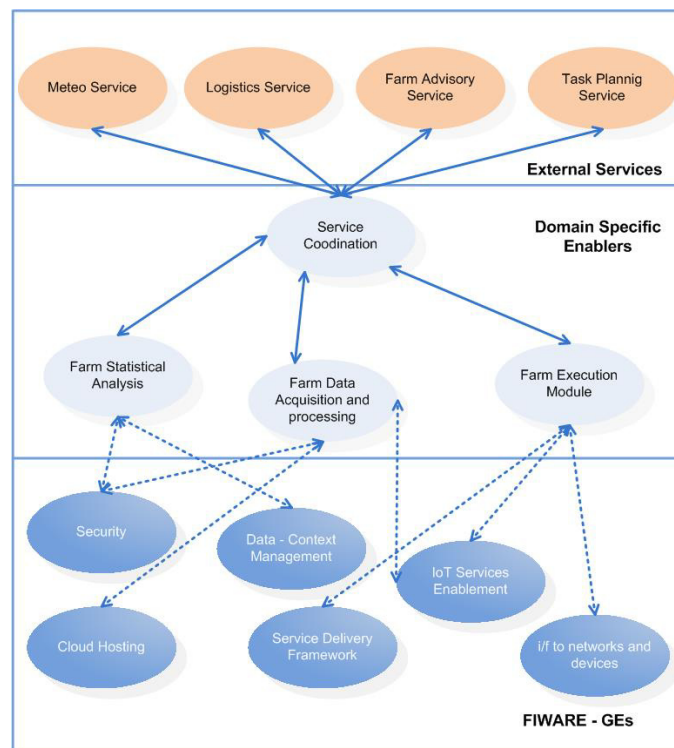 Meteo Service
Logistics Service
Farm Advisory
Service
Task Plannig
Service
External Services
Service
Coodination
Domain Specific
Enablers
Farm Statistical
Analysis
Farm Data
Acquisition and
processing
Farm Execution
Module
Security
Data - Context
Management
IoT Services
Enablement
Cloud Hosting
Service Delivery
Framework
i/f to networks and
devices
FIWARE - GEs